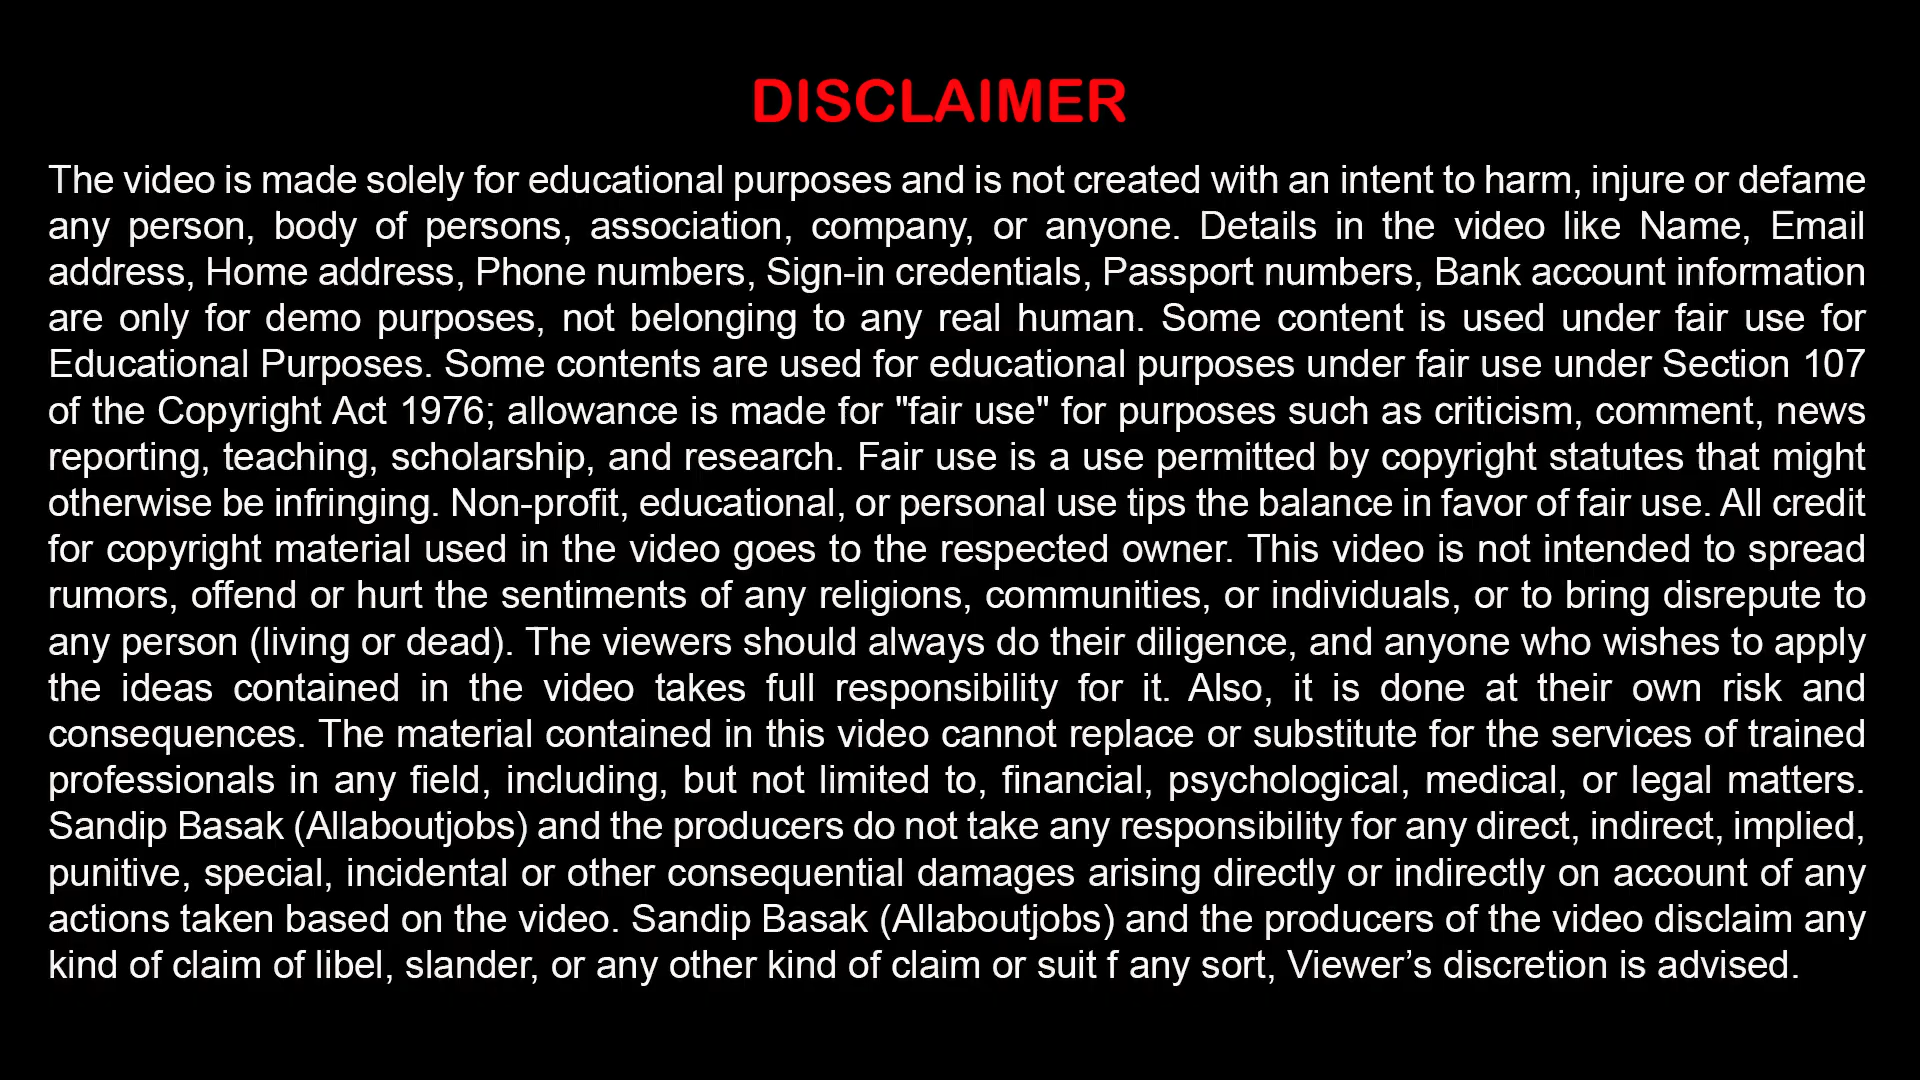 DISCLAIMER
The video is made solely for educational purposes and is not created with an intent to harm, injure or defame
any person, body of persons, association, company, or anyone. Details in the video like Name, Email
address, Home address, Phone numbers, Sign-in credentials, Passport numbers, Bank account information
are only for demo purposes, not belonging to any real human. Some content is used under fair use for
Educational Purposes. Some contents are used for educational purposes under fair use under Section 107
of the Copyright Act 1976; allowance is made for "fair use" for purposes such as criticism, comment, news
reporting, teaching, scholarship, and research. Fair use is a use permitted by copyright statutes that might
otherwise be infringing. Non-profit, educational, or personal use tips the balance in favor of fair use. All credit
for copyright material used in the video goes to the respected owner. This video is not intended to spread
rumors, offend or hurt the sentiments of any religions, communities, or individuals, or to bring disrepute to
any person (living or dead). The viewers should always do their diligence, and anyone who wishes to apply
the ideas contained in the video takes full responsibility for it. Also, it is done at their own risk and
consequences. The material contained in this video cannot replace or substitute for the services of trained
professionals in any field, including, but not limited to, financial, psychological, medical, or legal matters.
Sandip Basak (Allaboutjobs) and the producers do not take any responsibility for any direct, indirect, implied,
punitive, special, incidental or other consequential damages arising directly or indirectly on account of any
actions taken based on the video. Sandip Basak (Allaboutjobs) and the producers of the video disclaim any
kind of claim of libel, slander, or any other kind of claim or suit f any sort, Viewer’s discretion is advised.